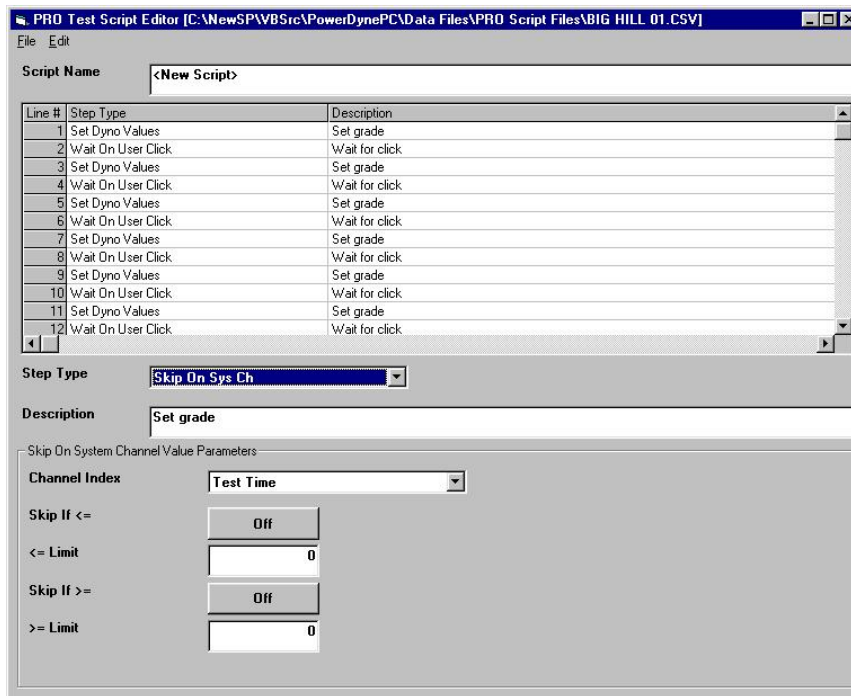 PRO Test Script Editor [C:\NewSP\VBSrc\PowerDynePC\Data Files\PRO Script Files\BIG HILL 01.CSV]
File Edit
Script Name <New Script>
Line # Step Type Description
1 Set Dyno Values Set grade
2 Wait On User Click Wait for click
3 Set Dyno Values Set grade
4 Wait On User Click Wait for click
5 Set Dyno Values Set grade
6 Wait On User Click Wait for click
7 Set Dyno Values Set grade
8 Wait On User Click Wait for click
9 Set Dyno Values Set grade
10 Wait On User Click Wait for click
11 Set Dyno Values Set grade
12 Wait On User Click Wait for click
Step Type Skip On Sys Ch
Description Set grade
Skip On System Channel Value Parameters
Channel Index Test Time
Skip If <= Off
<= Limit 0
Skip If >= Off
>= Limit 0